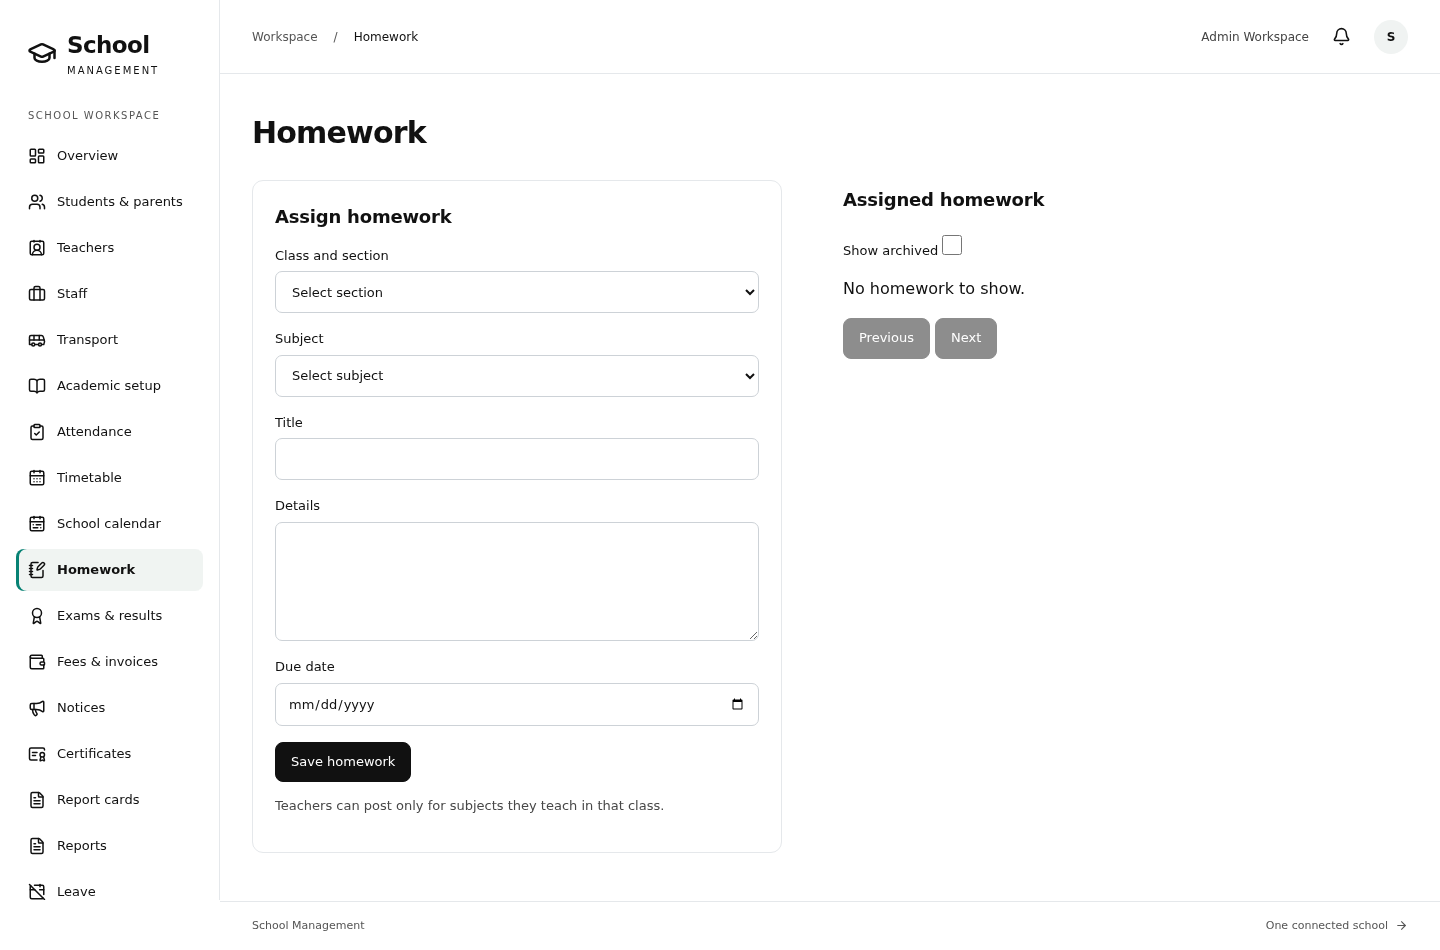 School
MANAGEMENT
SCHOOL WORKSPACE
Overview
Students & parents
Teachers
Staff
Transport
Academic setup
Attendance
Timetable
School calendar
Homework
Exams & results
Fees & invoices
Notices
Certificates
Report cards
Reports
Leave
Workspace / Homework
Admin Workspace
S
Homework
Assign homework
Class and section
Select section
Subject
Select subject
Title
Details
Due date
mm/dd/yyyy
Save homework
Teachers can post only for subjects they teach in that class.
Assigned homework
Show archived
No homework to show.
Previous Next
School Management
One connected school